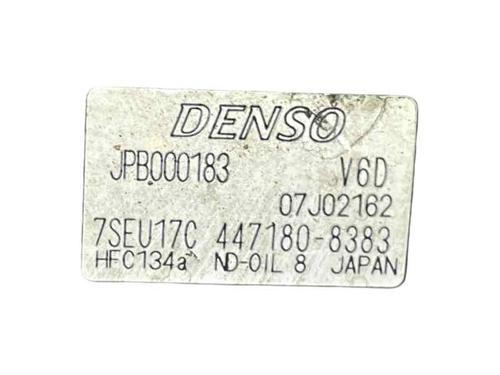 DENSO
JPB000183 V6D
07J02162
7SEU17C 447180-8383
HFC134a ND-OIL 8 JAPAN